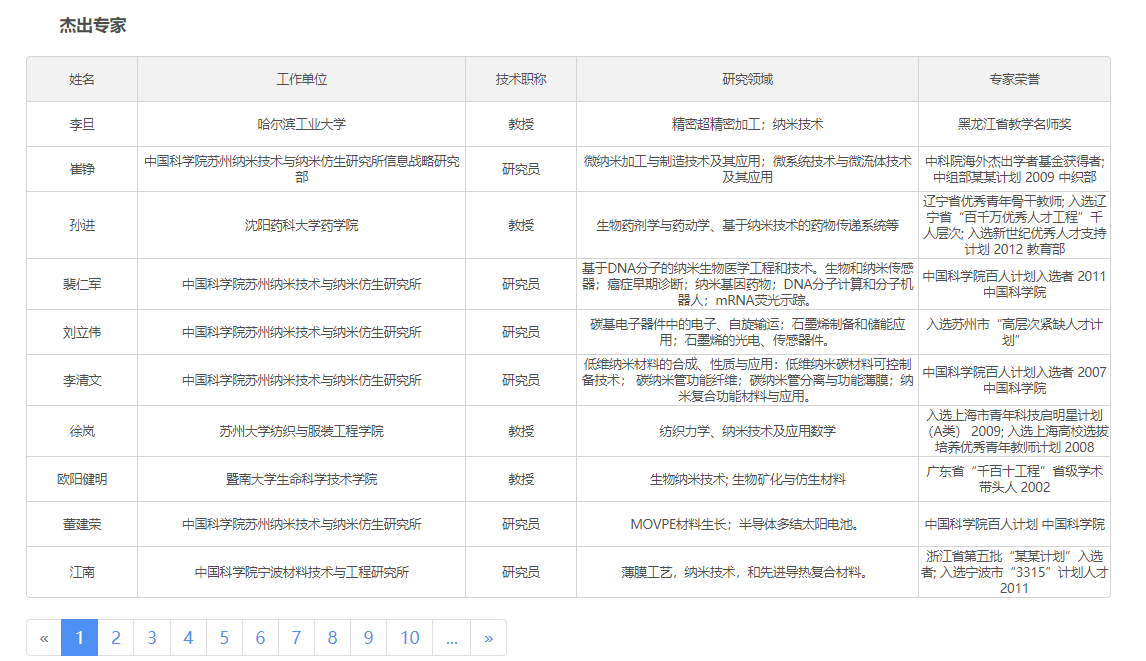 杰出专家
姓名 工作单位 技术职称 研究领域 专家荣誉
李旦 哈尔滨工业大学 教授 精密超精密加工；纳米技术 黑龙江省教学名师奖
崔铮 中国科学院苏州纳米技术与纳米仿生研究所信息战略研究
部 研究员 微纳米加工与制造技术及其应用；微系统技术与微流体技术
及其应用 中科院海外杰出学者基金获得者;
中组部某某计划 2009 中织部
孙进 沈阳药科大学药学院 教授 生物药剂学与药动学、基于纳米技术的药物传递系统等 辽宁省优秀青年骨干教师; 入选辽
宁省“百千万优秀人才工程”千
人层次; 入选新世纪优秀人才支持
计划 2012 教育部
裴仁军 中国科学院苏州纳米技术与纳米仿生研究所 研究员 基于DNA分子的纳米生物医学工程和技术。生物和纳米传感
器；癌症早期诊断；纳米基因药物；DNA分子计算和分子机
器人；mRNA荧光示踪。 中国科学院百人计划入选者 2011
中国科学院
刘立伟 中国科学院苏州纳米技术与纳米仿生研究所 研究员 碳基电子器件中的电子、自旋输运；石墨烯制备和储能应
用；石墨烯的光电、传感器件。 入选苏州市“高层次紧缺人才计
划”
李清文 中国科学院苏州纳米技术与纳米仿生研究所 研究员 低维纳米材料的合成、性质与应用：低维纳米碳材料可控制
备技术； 碳纳米管功能纤维；碳纳米管分离与功能薄膜；纳
米复合功能材料与应用。 中国科学院百人计划入选者 2007
中国科学院
徐岚 苏州大学纺织与服装工程学院 教授 纺织力学、纳米技术及应用数学 入选上海市青年科技启明星计划
（A类） 2009; 入选上海高校选拔
培养优秀青年教师计划 2008
欧阳健明 暨南大学生命科学技术学院 教授 生物纳米技术; 生物矿化与仿生材料 广东省“千百十工程”省级学术
带头人 2002
董建荣 中国科学院苏州纳米技术与纳米仿生研究所 研究员 MOVPE材料生长；半导体多结太阳电池。 中国科学院百人计划 中国科学院
江南 中国科学院宁波材料技术与工程研究所 研究员 薄膜工艺，纳米技术，和先进导热复合材料。 浙江省第五批“某某计划”入选
者; 入选宁波市“3315”计划人才
2011
« 1 2 3 4 5 6 7 8 9 10 ... »